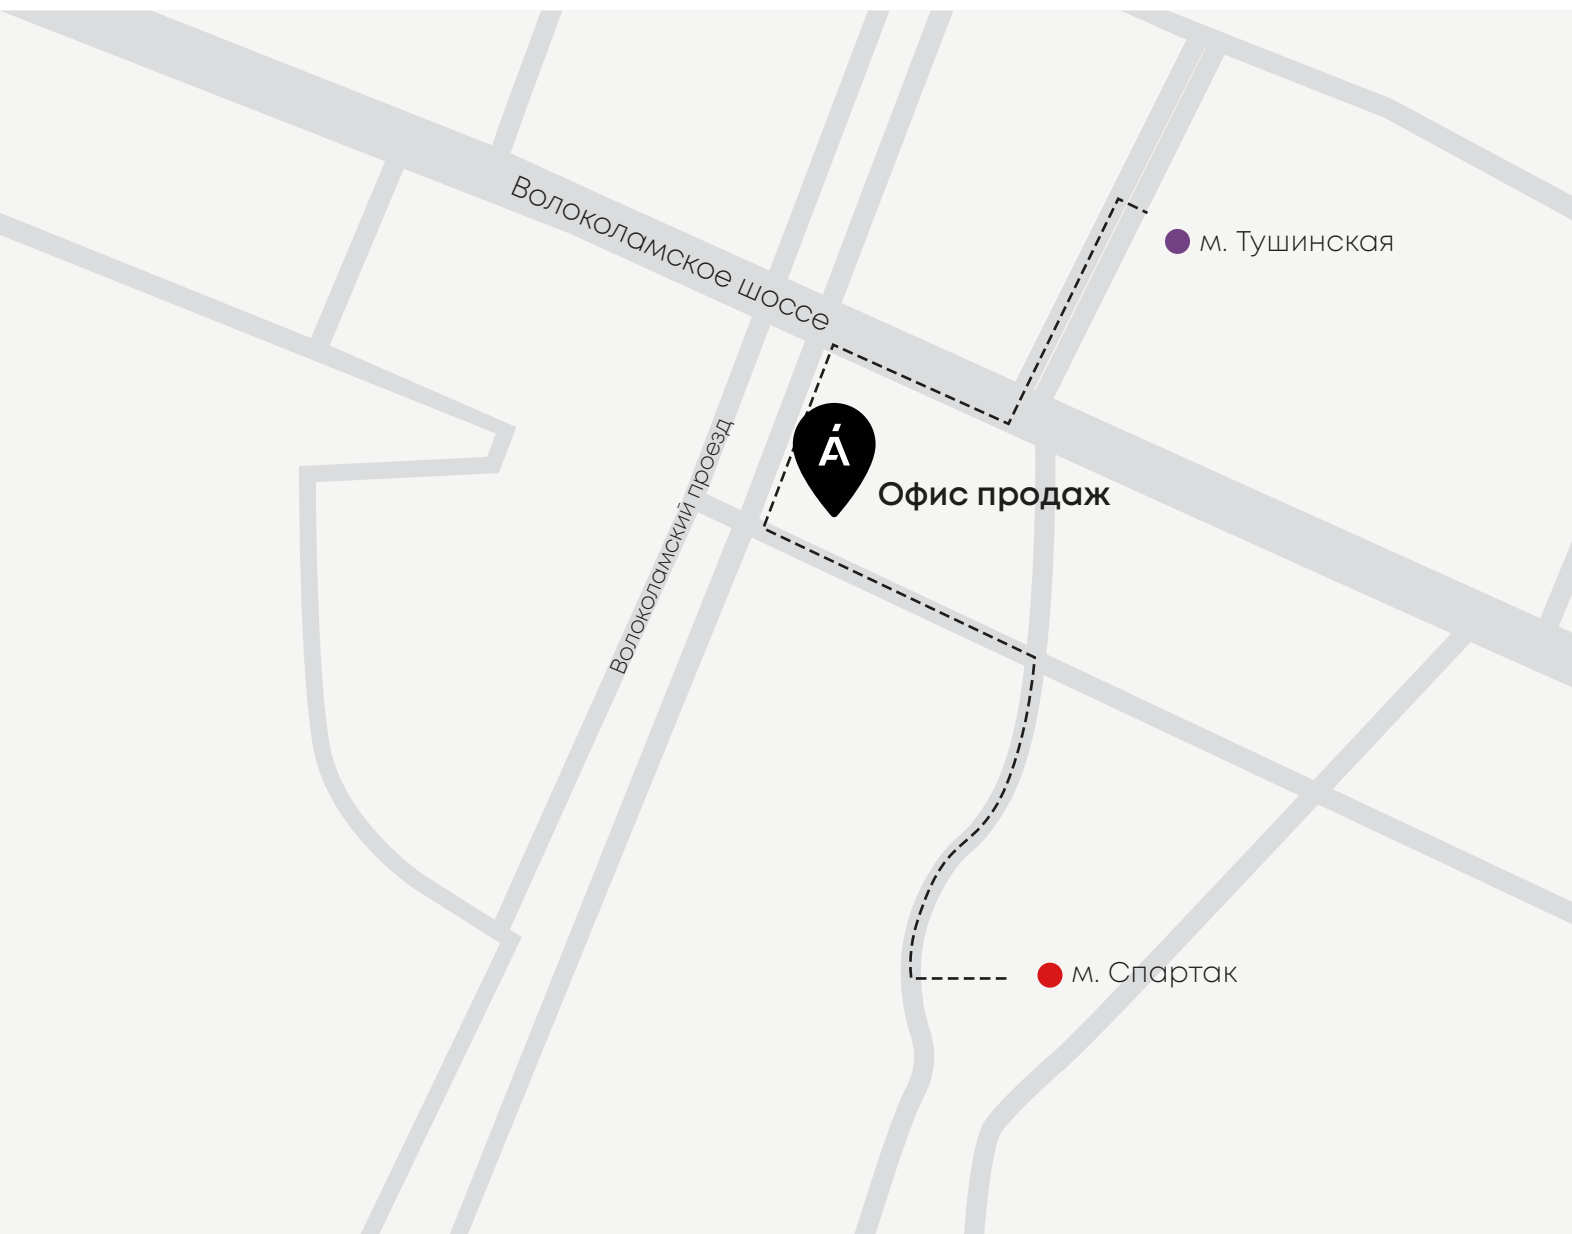 Волоколамское шоссе
м. Тушинская
Волоколамский проезд
Á
Офис продаж
м. Спартак